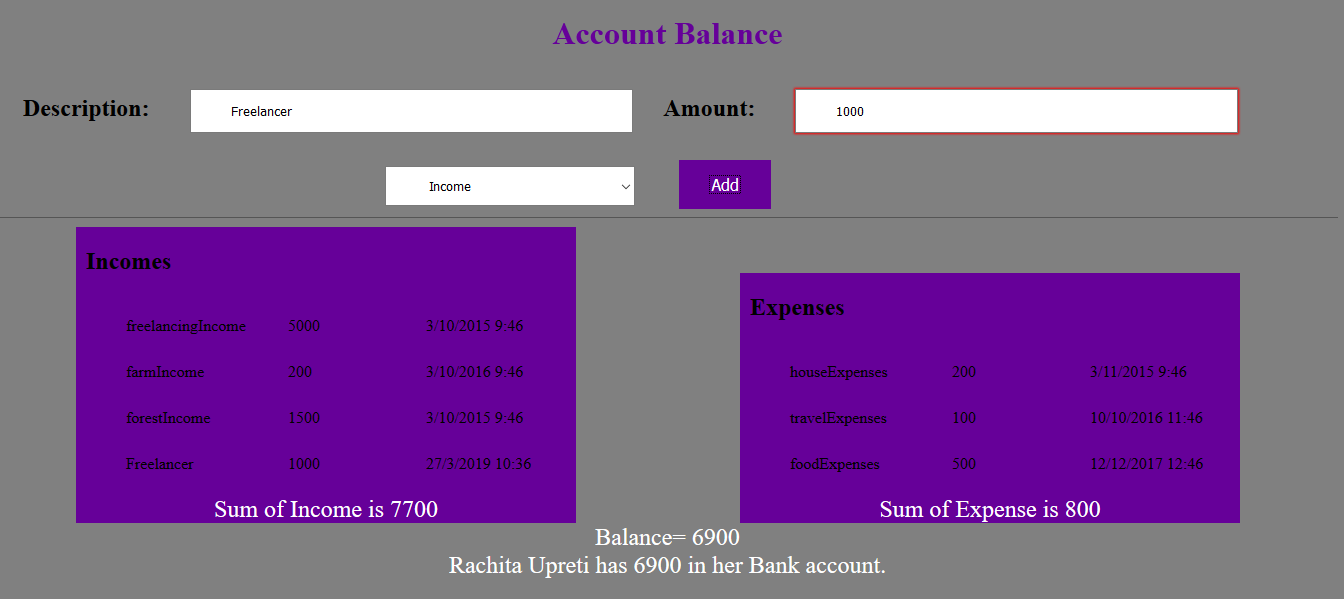 Account Balance
Description: Freelancer Amount: 1000
Income Add
Incomes
freelancingIncome 5000 3/10/2015 9:46
farmIncome 200 3/10/2016 9:46
forestIncome 1500 3/10/2015 9:46
Freelancer 1000 27/3/2019 10:36
Sum of Income is 7700
Expenses
houseExpenses 200 3/11/2015 9:46
travelExpenses 100 10/10/2016 11:46
foodExpenses 500 12/12/2017 12:46
Sum of Expense is 800
Balance= 6900
Rachita Upreti has 6900 in her Bank account.